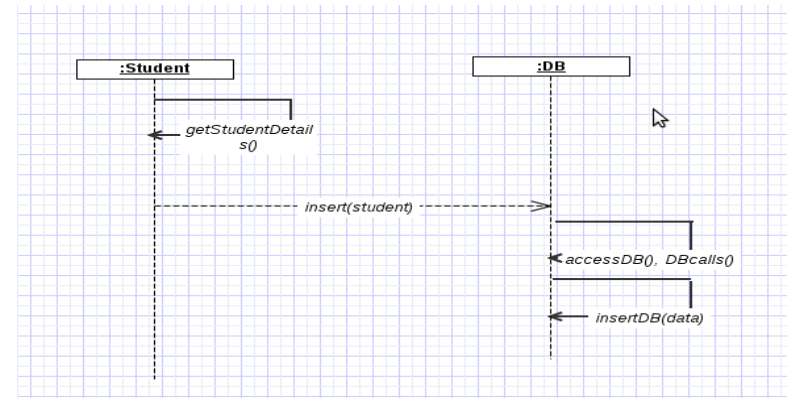 :Student
:DB
getStudentDetail
s()
insert(student)
accessDB(), DBcalls()
insertDB(data)